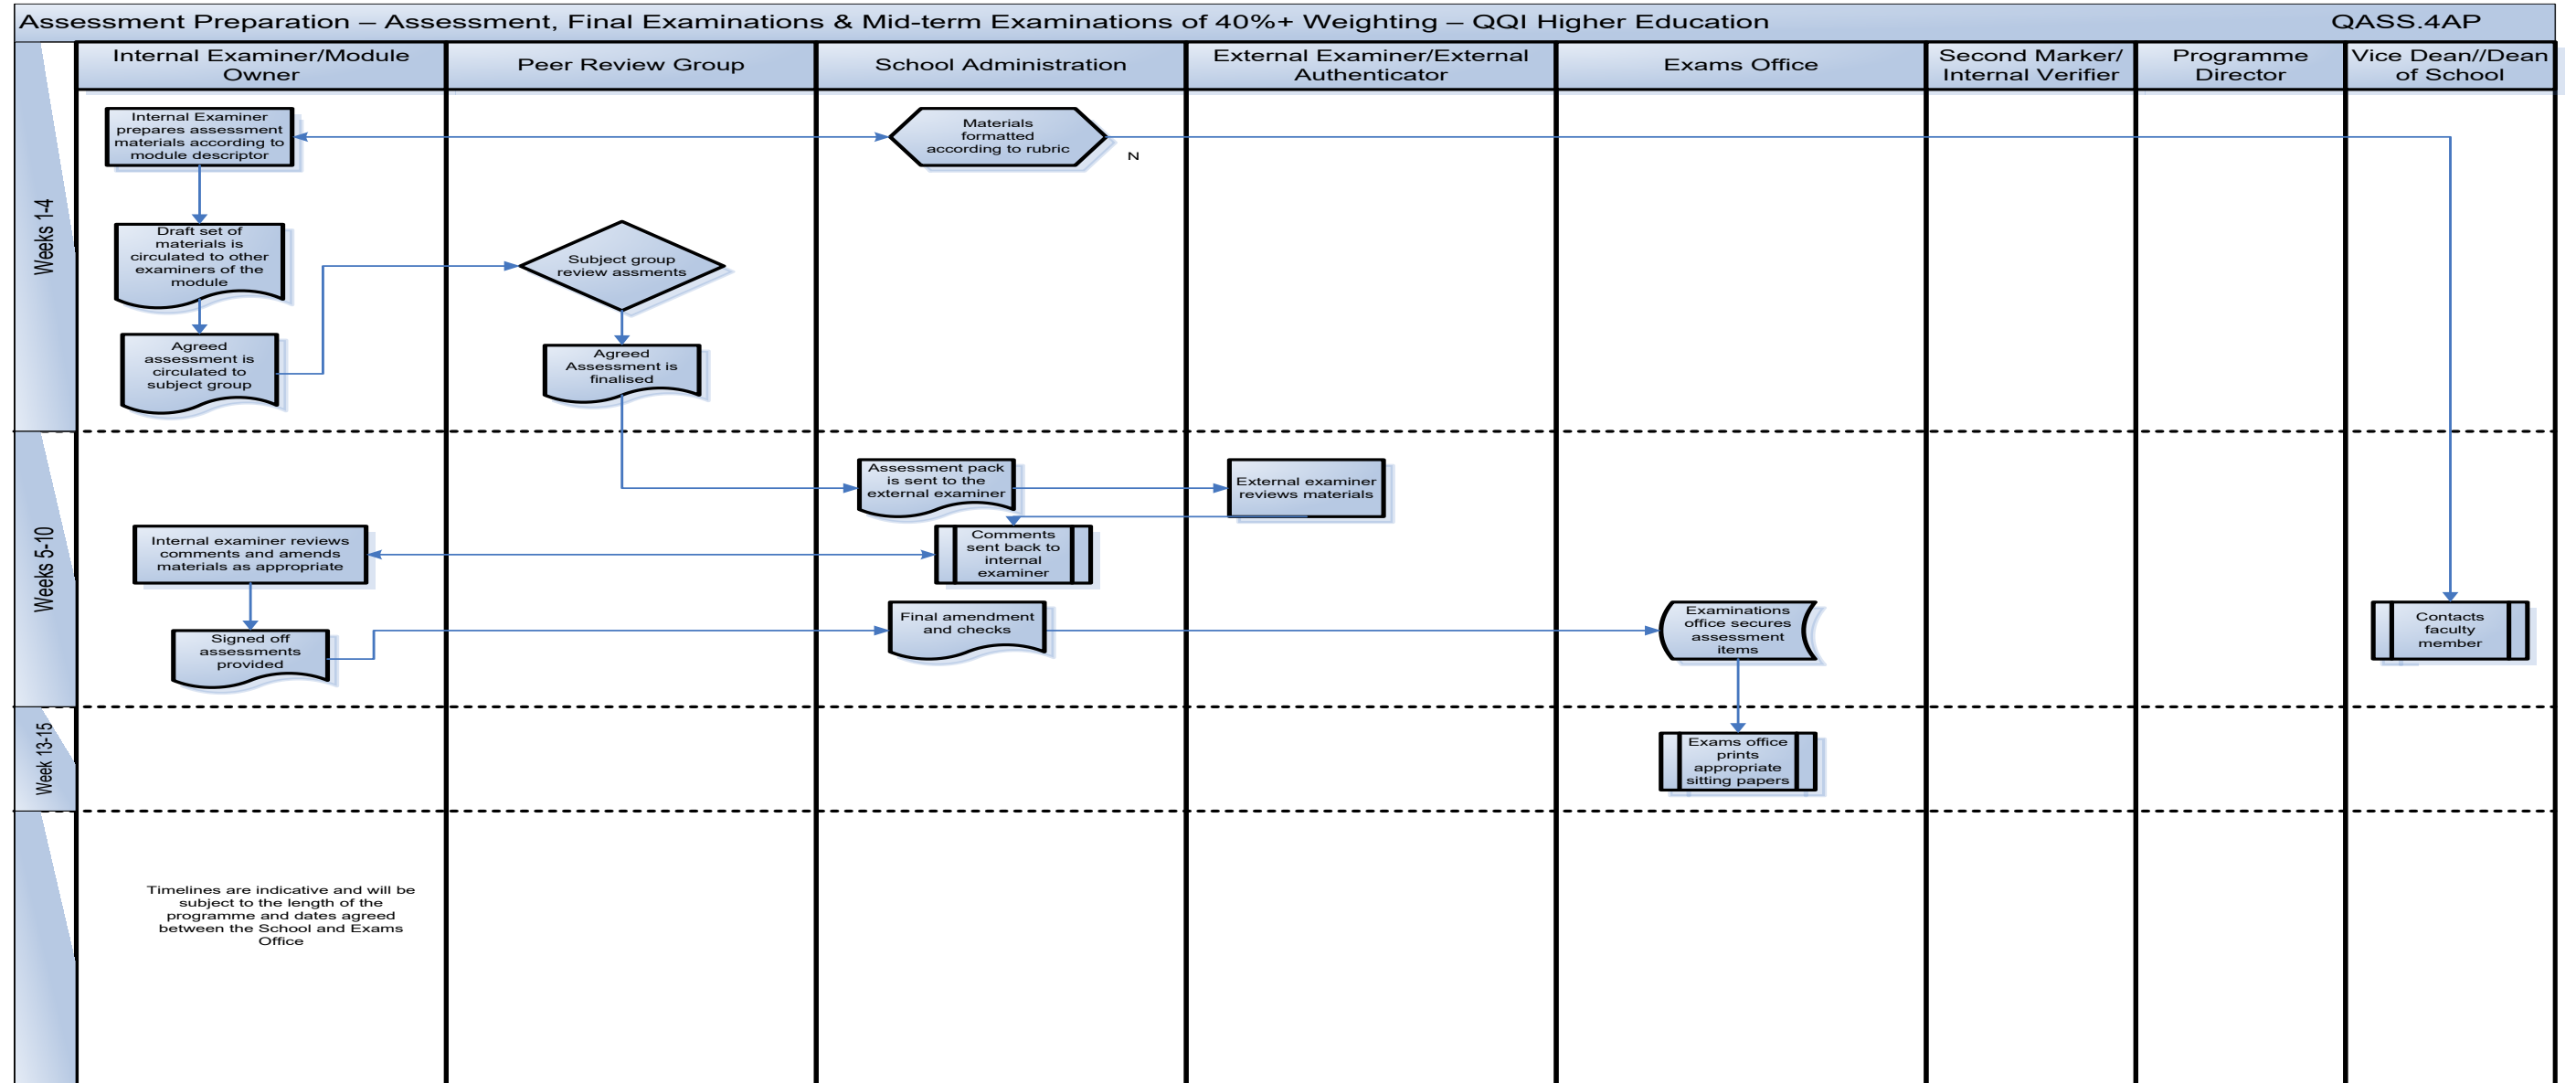 Assessment Preparation – Assessment, Final Examinations & Mid-term Examinations of 40%+ Weighting – QQI Higher Education
QASS.4AP
Internal Examiner/Module
Owner
Peer Review Group
School Administration
External Examiner/External
Authenticator
Exams Office
Second Marker/
Internal Verifier
Programme
Director
Vice Dean//Dean
of School
Weeks 1-4
Internal Examiner
prepares assessment
materials according to
module descriptor
Materials
formatted
according to rubric
N
Draft set of
materials is
circulated to other
examiners of the
module
Subject group
review assments
Agreed
assessment is
circulated to
subject group
Agreed
Assessment is
finalised
Weeks 5-10
Assessment pack
is sent to the
external examiner
External examiner
reviews materials
Internal examiner reviews
comments and amends
materials as appropriate
Comments
sent back to
internal
examiner
Signed off
assessments
provided
Final amendment
and checks
Examinations
office secures
assessment
items
Contacts
faculty
member
Week 13-15
Exams office
prints
appropriate
sitting papers
Timelines are indicative and will be
subject to the length of the
programme and dates agreed
between the School and Exams
Office